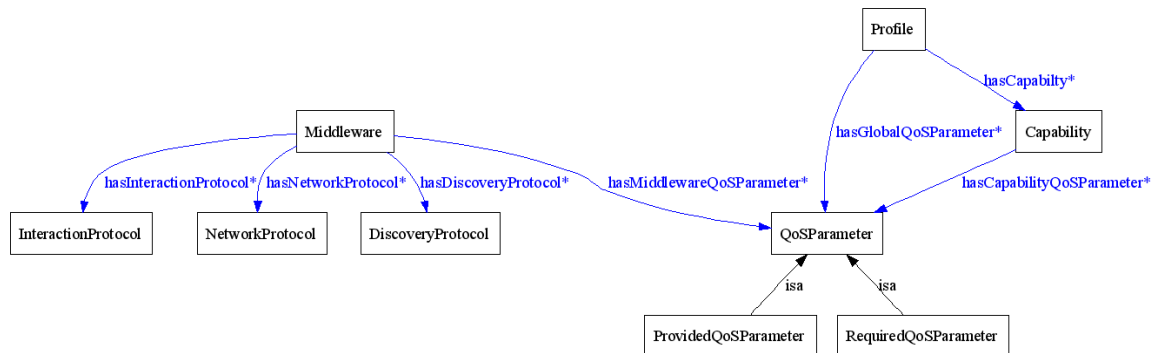 Profile
hasCapabilty*
Middleware
Capability
hasGlobalQoSParameter*
hasInteractionProtocol*
hasNetworkProtocol*
hasDiscoveryProtocol*
hasMiddlewareQoSParameter*
hasCapabilityQoSParameter*
InteractionProtocol
NetworkProtocol
DiscoveryProtocol
QoSParameter
isa
isa
ProvidedQoSParameter
RequiredQoSParameter